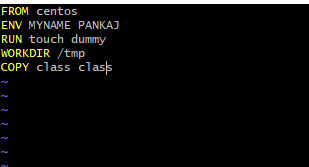 FROM centos
ENV MYNAME PANKAJ
RUN touch dummy
WORKDIR /tmp
COPY class class
~
~
~
~
~
~
~